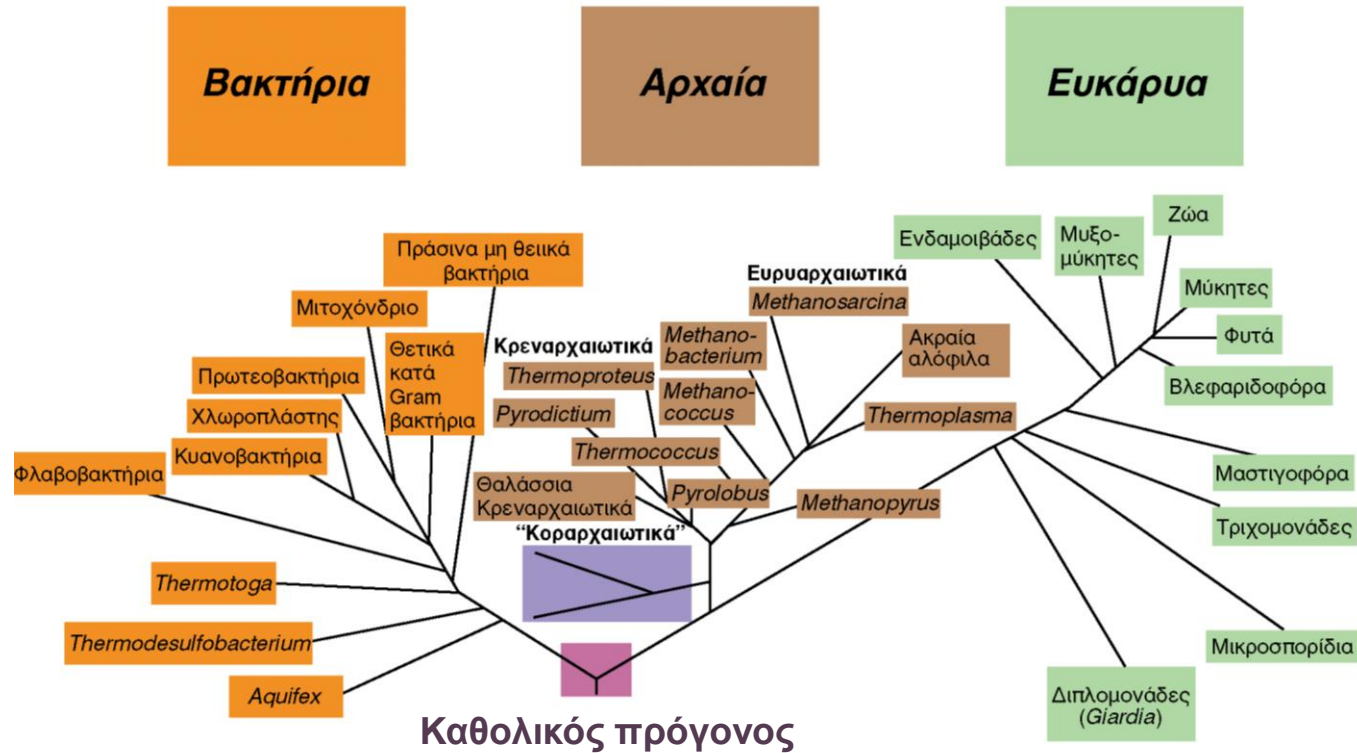 Βακτήρια
Αρχαία
Ευκάρυα
Πράσινα μη θειικά
βακτήρια
Μιτοχόνδριο
Θετικά
κατά
Gram
βακτήρια
Πρωτεοβακτήρια
Χλωροπλάστης
Κυανοβακτήρια
Φλαβοβακτήρια
Thermotoga
Thermodesulfobacterium
Aquifex
Κρεναρχαιωτικά
Thermoproteus
Pyrodictium
Θαλάσσια
Κρεναρχαιωτικά
Pyrolobus
“Κοραρχαιωτικά”
Ευρυαρχαιωτικά
Methanosarcina
Methano-
bacterium
Methano-
coccus
Thermococcus
Ακραία
αλόφιλα
Thermoplasma
Methanopyrus
Ενδαμοιβάδες
Μυξο-
μύκητες
Ζώα
Μύκητες
Φυτά
Βλεφαριδοφόρα
Μαστιγοφόρα
Τριχομονάδες
Μικροσπορίδια
Διπλομονάδες
(Giardia)
Καθολικός πρόγονος